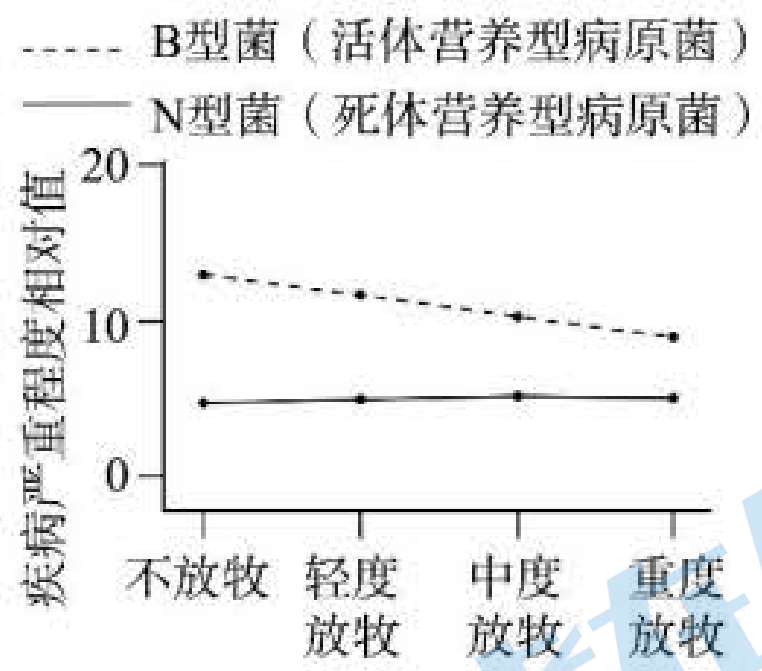 B型菌（活体营养型病原菌）
N型菌（死体营养型病原菌）
疾病严重程度相对值
20
10
0
不放牧 轻度放牧 中度放牧 重度放牧